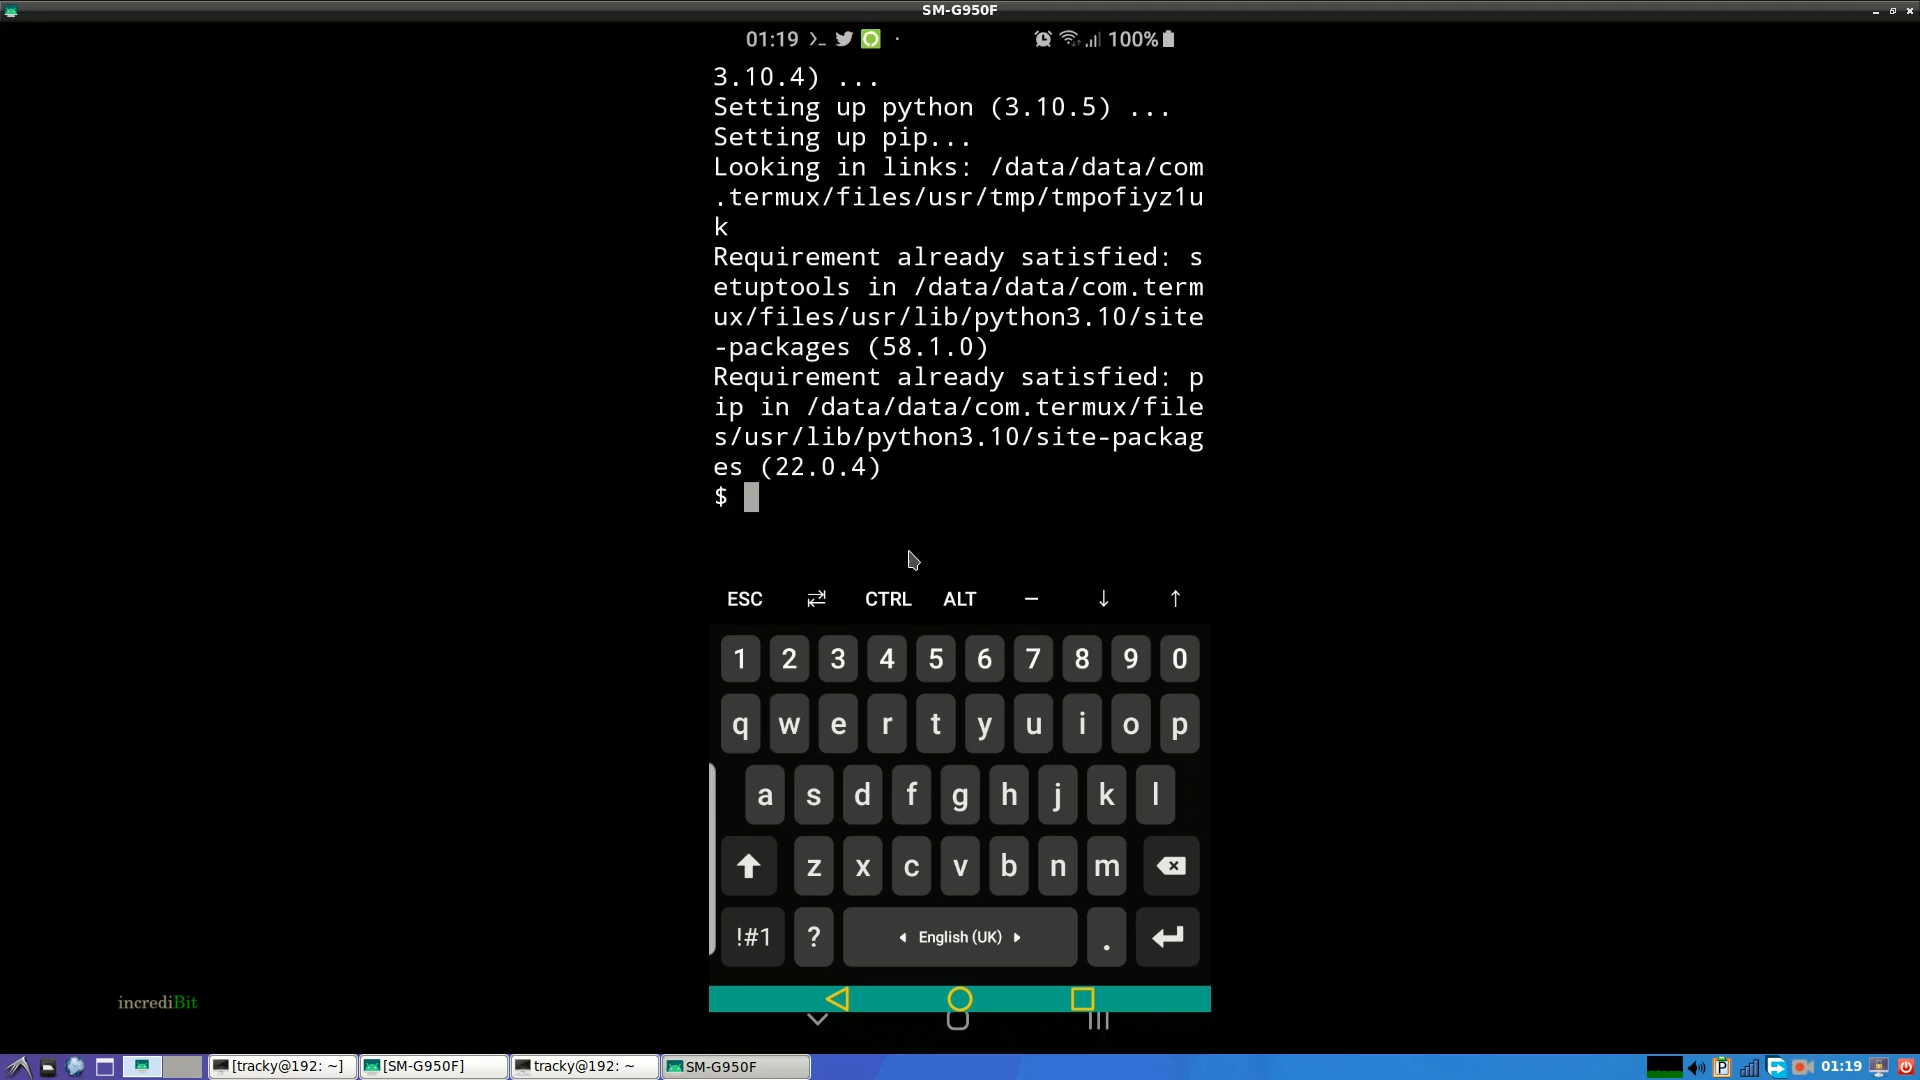 SM-G950F
01:19 100%
3.10.4) ...
Setting up python (3.10.5) ...
Setting up pip...
Looking in links: /data/data/com
.termux/files/usr/tmp/tmpofiyz1u
k
Requirement already satisfied: s
etuptools in /data/data/com.term
ux/files/usr/lib/python3.10/site
-packages (58.1.0)
Requirement already satisfied: p
ip in /data/data/com.termux/file
s/usr/lib/python3.10/site-packag
es (22.0.4)
$
ESC ⇄ CTRL ALT – ↓ ↑
1 2 3 4 5 6 7 8 9 0
q w e r t y u i o p
a s d f g h j k l
z x c v b n m
!#1 ? English (UK) .
incrediBit
[tracky@192: ~] [SM-G950F] tracky@192: ~ SM-G950F P 01:19